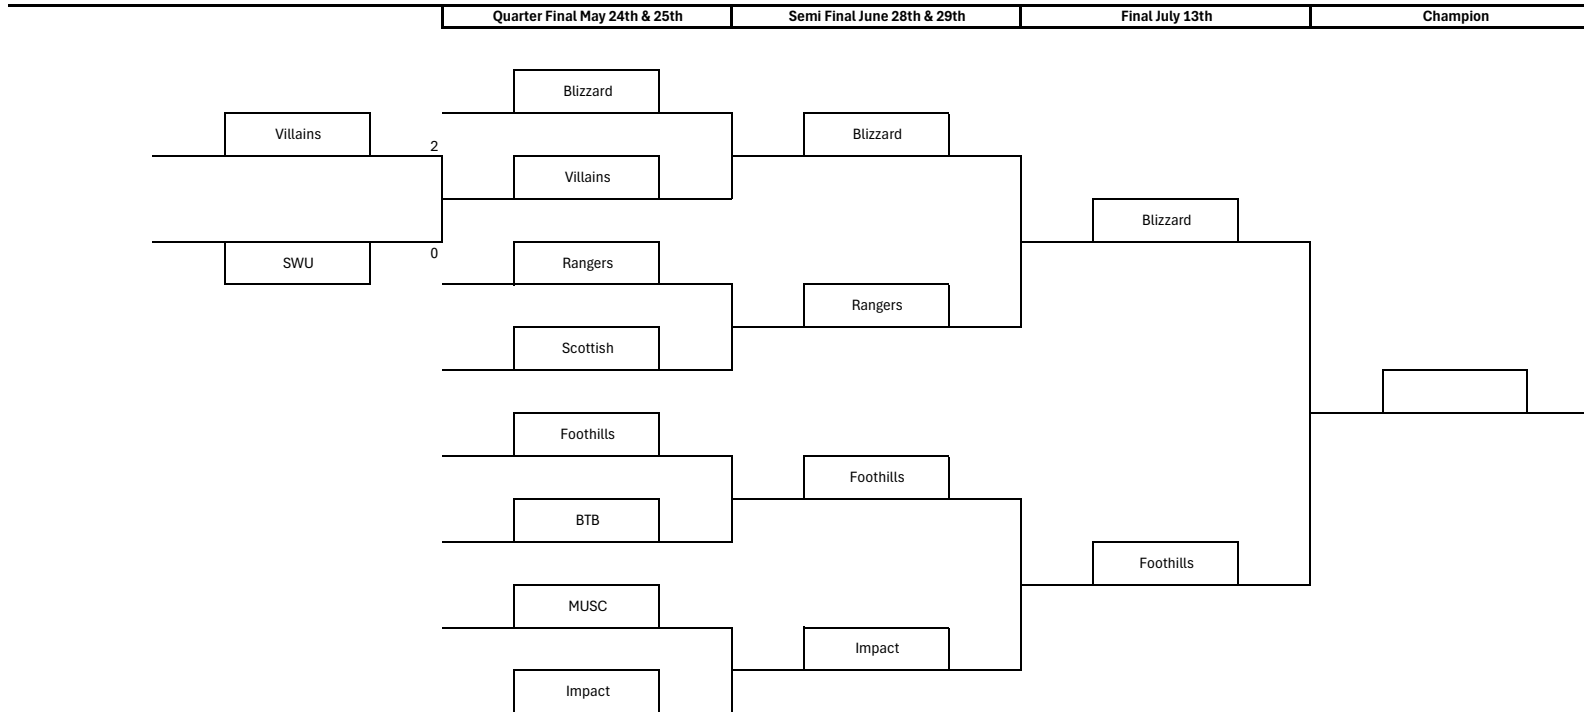 Quarter Final May 24th & 25th
Semi Final June 28th & 29th
Final July 13th
Champion
Blizzard
Villains
2
Blizzard
Villains
Blizzard
SWU
0
Rangers
Rangers
Scottish
Foothills
Foothills
BTB
Foothills
MUSC
Impact
Impact